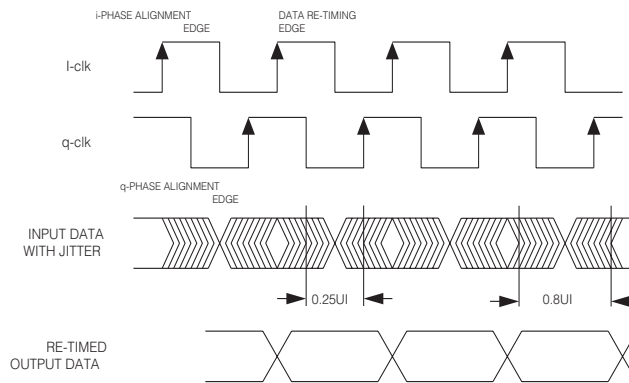 i-PHASE ALIGNMENT
EDGE
DATA RE-TIMING
EDGE
I-clk
q-clk
q-PHASE ALIGNMENT
EDGE
INPUT DATA
WITH JITTER
0.25UI
0.8UI
RE-TIMED
OUTPUT DATA